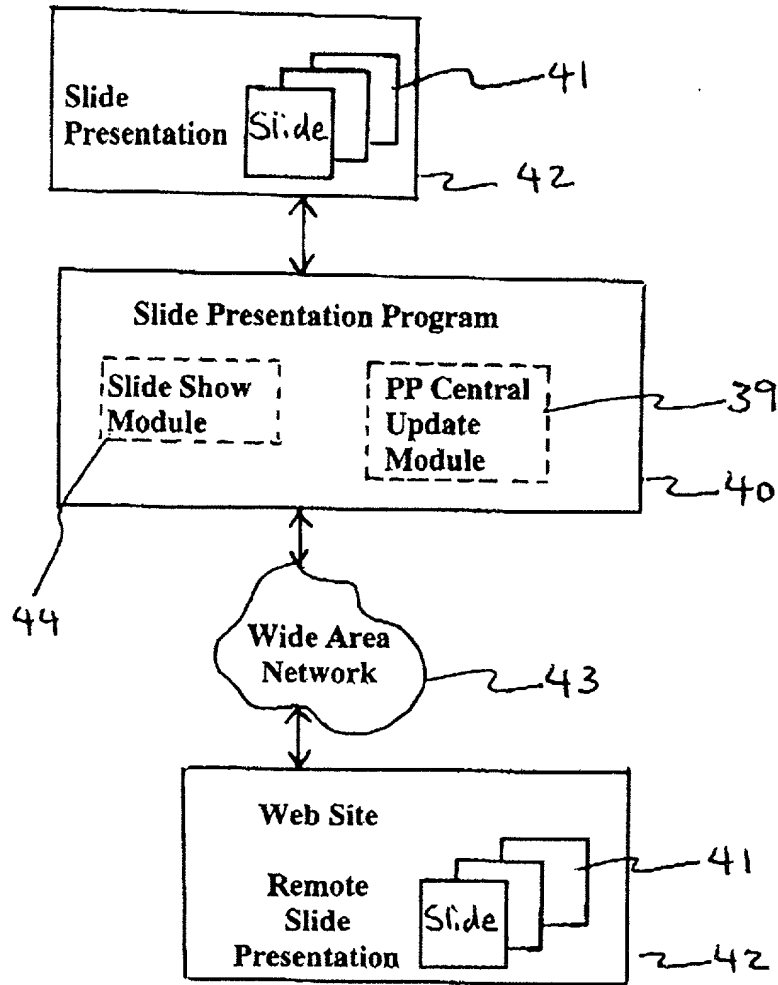 41
Slide
Presentation
Slide
42
Slide Presentation Program
Slide Show
Module
PP Central
Update
Module
39
40
44
Wide Area
Network
43
Web Site
Remote
Slide
Presentation
Slide
41
42